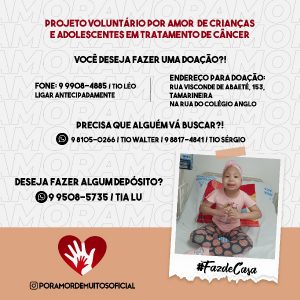 PROJETO VOLUNTÁRIO POR AMOR DE CRIANÇAS
E ADOLESCENTES EM TRATAMENTO DE CÂNCER
VOCÊ DESEJA FAZER UMA DOAÇÃO?!
FONE: 9 9908-4885 / TIO LÉO
LIGAR ANTECIPADAMENTE
ENDEREÇO PARA DOAÇÃO:
RUA VISCONDE DE ABAETÉ, 153,
TAMARINEIRA
NA RUA DO COLÉGIO ANGLO
PRECISA QUE ALGUÉM VÁ BUSCAR?!
9 8105-0266 / TIO WALTER / 9 8817-4841 / TIO SÉRGIO
DESEJA FAZER ALGUM DEPÓSITO?
9 9508-5735 / TIA LU
#FazdeCasa
@PORAMORDEMUITOSOFICIAL